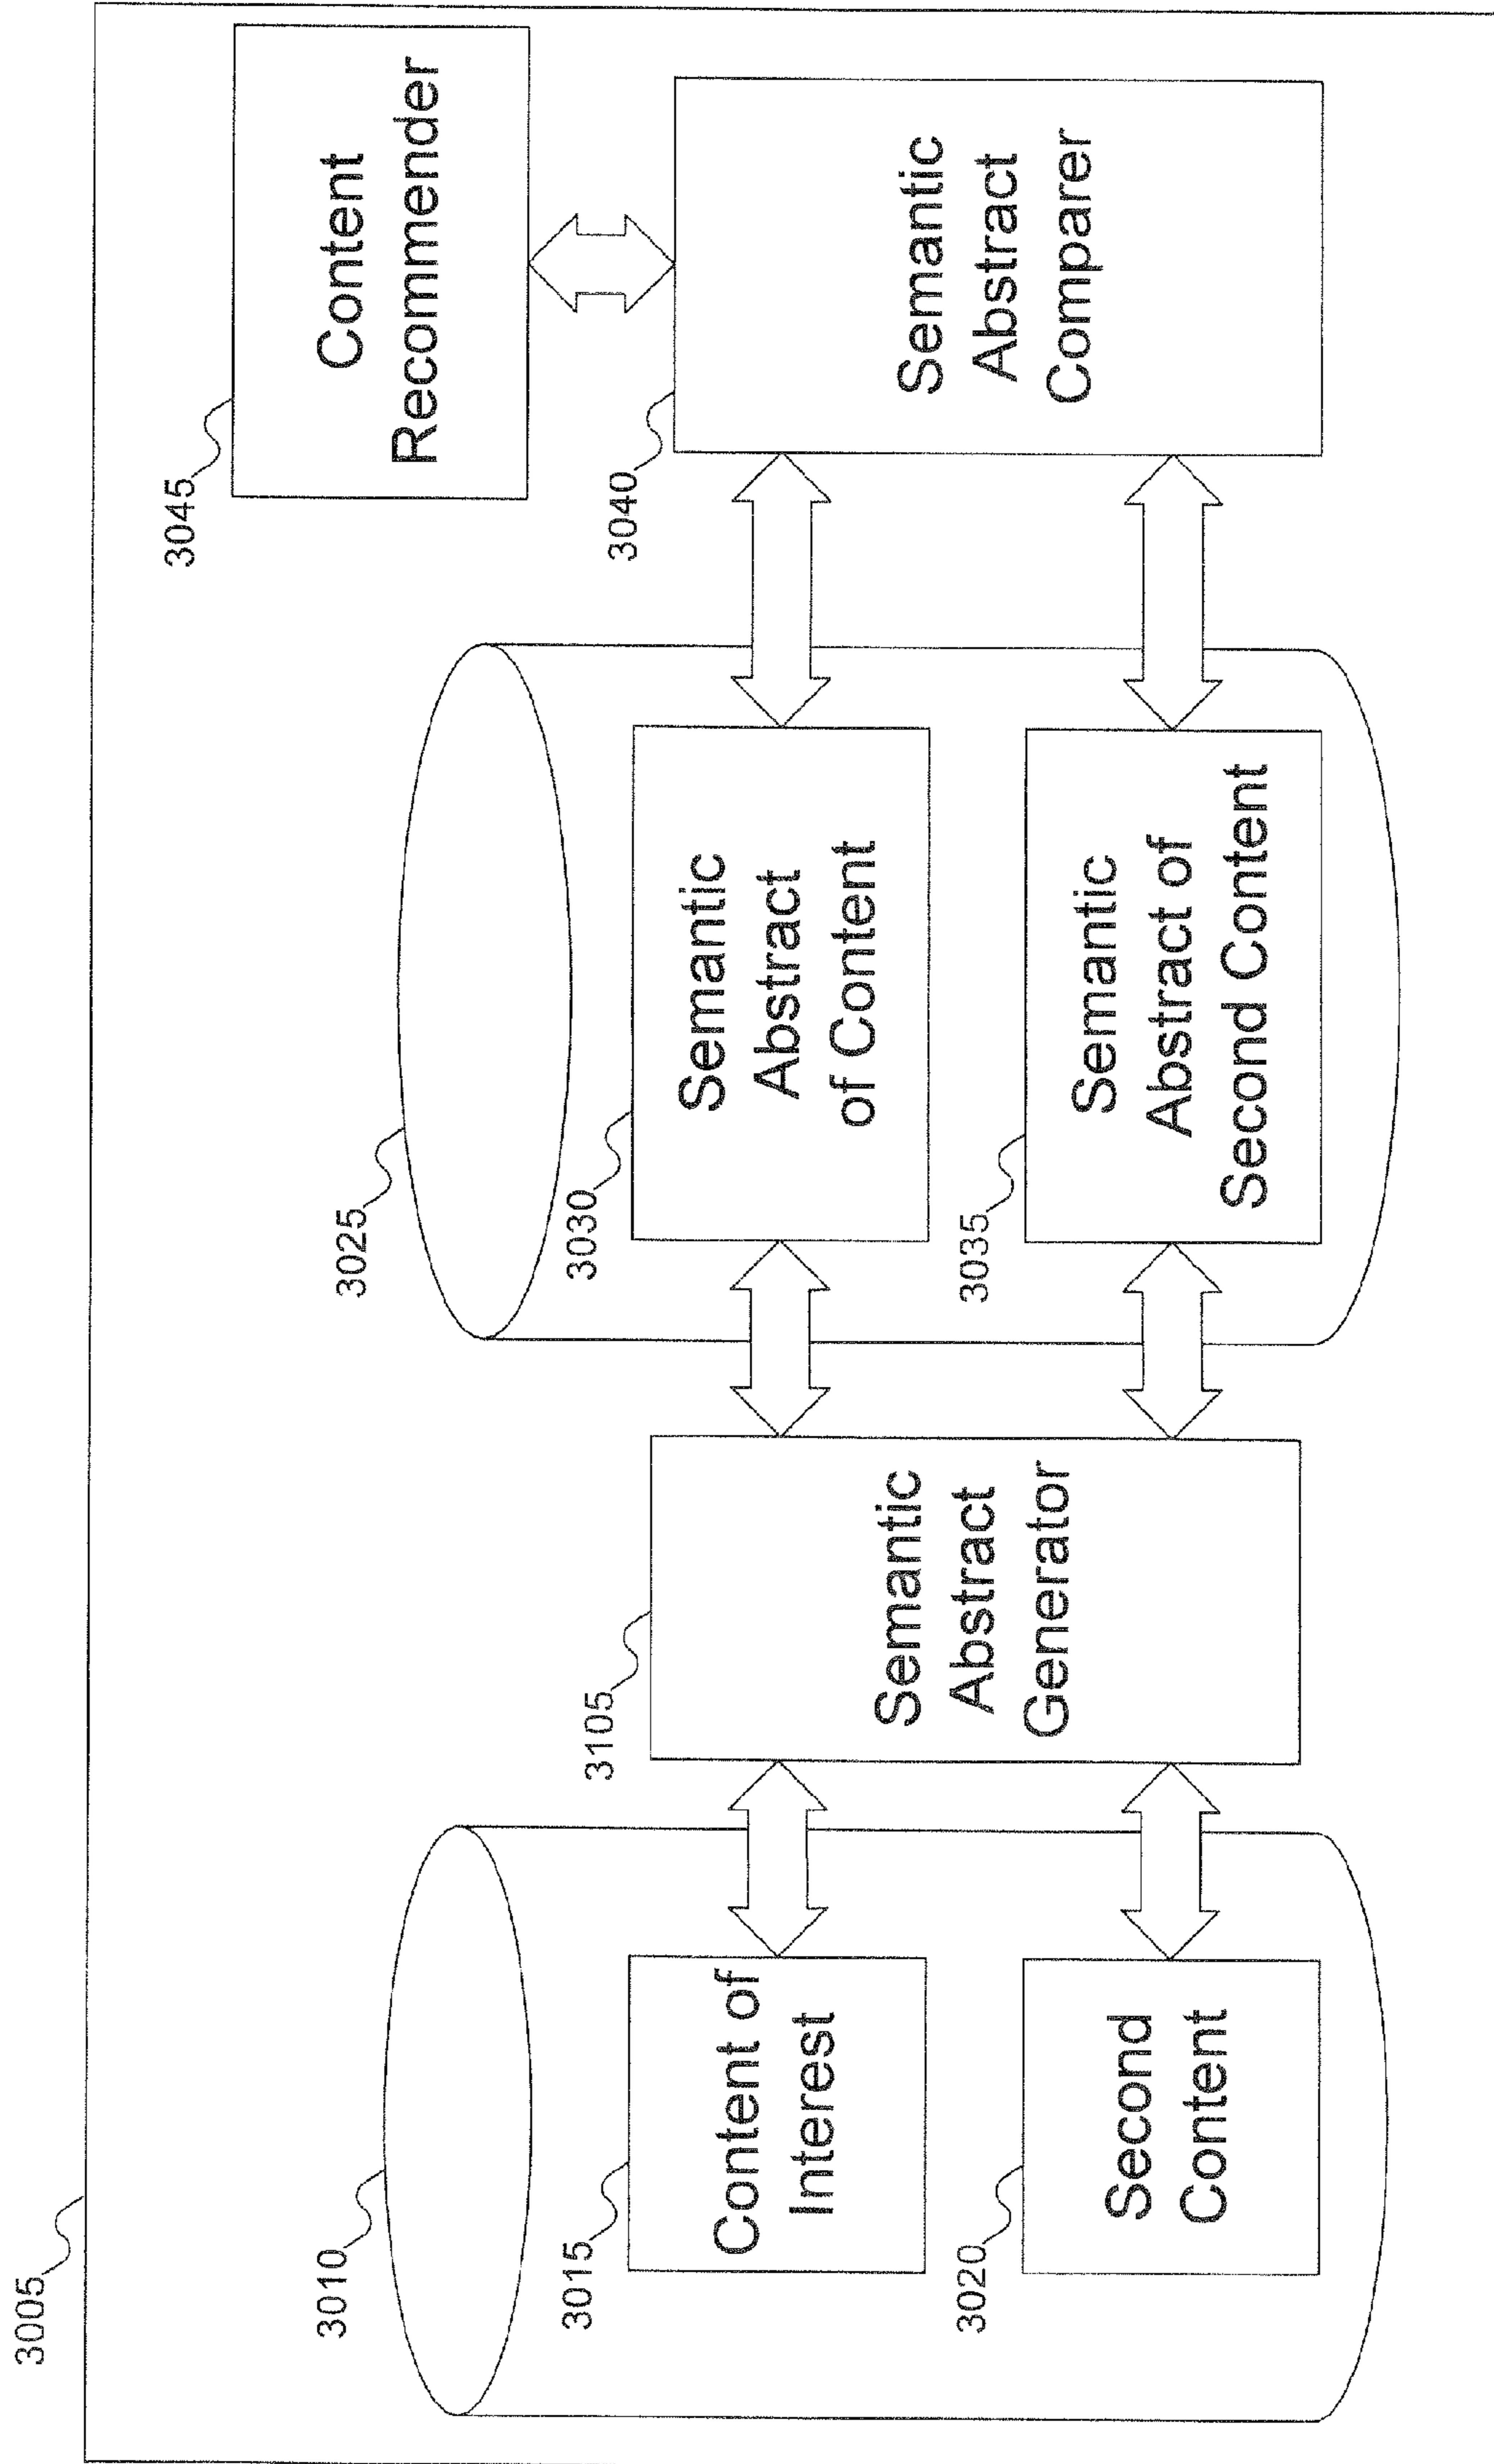 3005
3010
3015
Content of
Interest
3020
Second
Content
3105
Semantic
Abstract
Generator
3025
3030
Semantic
Abstract
of Content
3035
Semantic
Abstract of
Second Content
3045
Content
Recommender
3040
Semantic
Abstract
Comparer